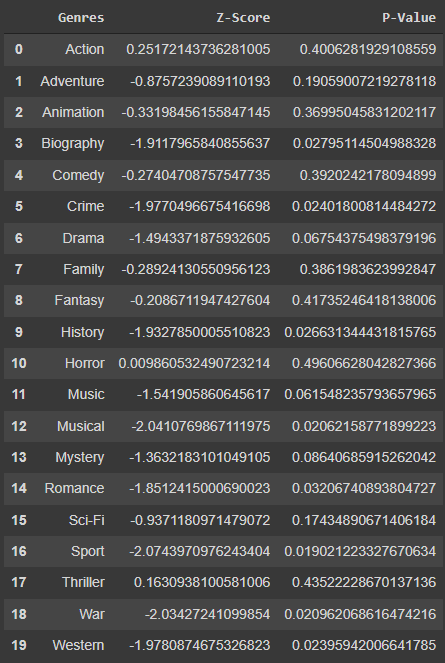 Genres Z-Score P-Value
0 Action 0.25172143736281005 0.4006281929108559
1 Adventure -0.8757239089110193 0.19059007219278118
2 Animation -0.33198456155847145 0.36995045831202117
3 Biography -1.9117965840855637 0.02795114504988328
4 Comedy -0.27404708757547735 0.3920242178094899
5 Crime -1.9770496675416698 0.02401800814484272
6 Drama -1.4943371875932605 0.06754375498379196
7 Family -0.28924130550956123 0.3861983623992847
8 Fantasy -0.2086711947427604 0.41735246418138006
9 History -1.9327850005510823 0.026631344431815765
10 Horror 0.009860532490723214 0.49606628042827366
11 Music -1.541905860645617 0.061548235793657965
12 Musical -2.0410769867111975 0.02062158771899223
13 Mystery -1.3632183101049105 0.08640685915262042
14 Romance -1.8512415000690023 0.03206740893804727
15 Sci-Fi -0.9371180971479072 0.17434890671406184
16 Sport -2.0743970976243404 0.019021223327670634
17 Thriller 0.1630938100581006 0.43522228670137136
18 War -2.03427241099854 0.020962068616474216
19 Western -1.9780874675326823 0.02395942006641785